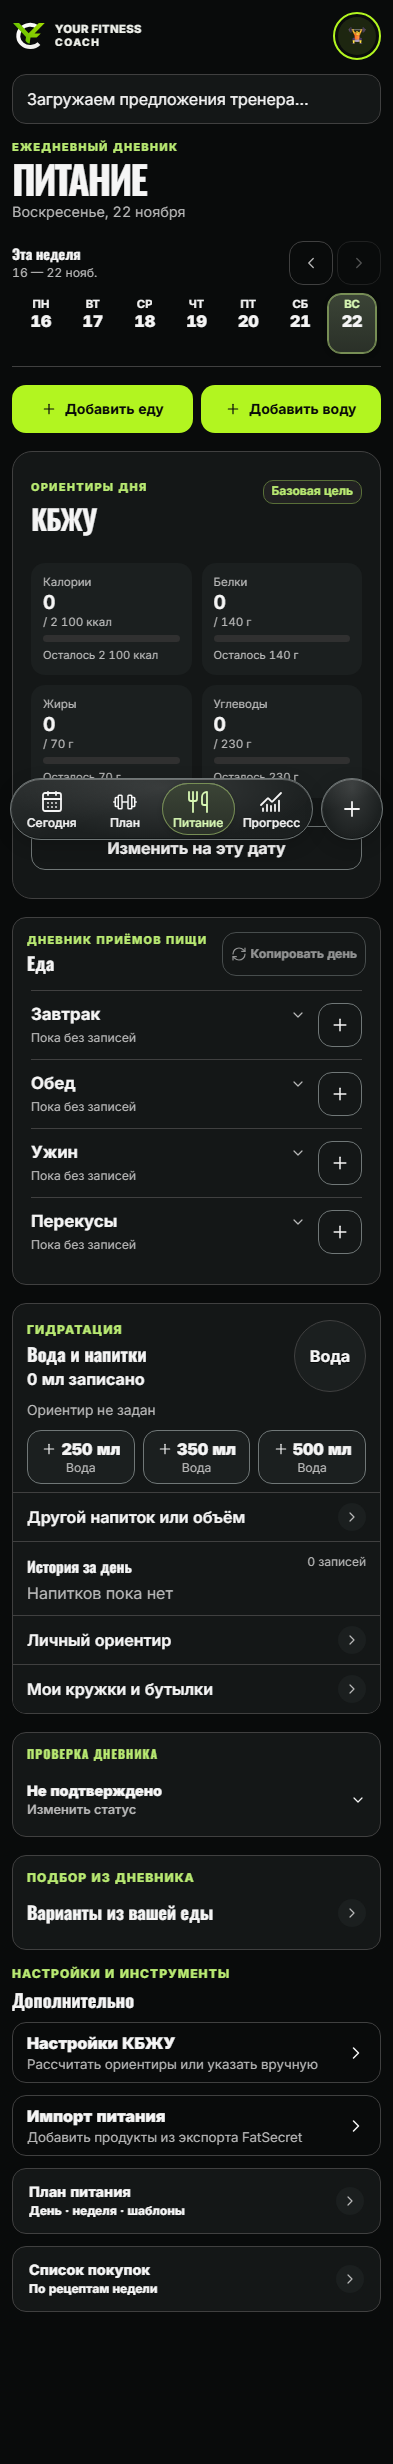 YOUR FITNESS
COACH
Загружаем предложения тренера...
ЕЖЕДНЕВНЫЙ ДНЕВНИК
ПИТАНИЕ
Воскресенье, 22 ноября
Эта неделя
16 — 22 нояб.
ПН ВТ СР ЧТ ПТ СБ ВС
16 17 18 19 20 21 22
+ Добавить еду + Добавить воду
ОРИЕНТИРЫ ДНЯ
Базовая цель
КБЖУ
Калории Белки
0 0
/ 2 100 ккал / 140 г
Осталось 2 100 ккал Осталось 140 г
Жиры Углеводы
0 0
/ 70 г / 230 г
Осталось 70 г Осталось 230 г
Сегодня План Питание Прогресс
Изменить на эту дату
ДНЕВНИК ПРИЁМОВ ПИЩИ
Еда
Копировать день
Завтрак
Пока без записей
Обед
Пока без записей
Ужин
Пока без записей
Перекусы
Пока без записей
ГИДРАТАЦИЯ
Вода и напитки
0 мл записано
Вода
Ориентир не задан
+ 250 мл + 350 мл + 500 мл
Вода Вода Вода
Другой напиток или объём
История за день 0 записей
Напитков пока нет
Личный ориентир
Мои кружки и бутылки
ПРОВЕРКА ДНЕВНИКА
Не подтверждено
Изменить статус
ПОДБОР ИЗ ДНЕВНИКА
Варианты из вашей еды
НАСТРОЙКИ И ИНСТРУМЕНТЫ
Дополнительно
Настройки КБЖУ
Рассчитать ориентиры или указать вручную
Импорт питания
Добавить продукты из экспорта FatSecret
План питания
День · неделя · шаблоны
Список покупок
По рецептам недели